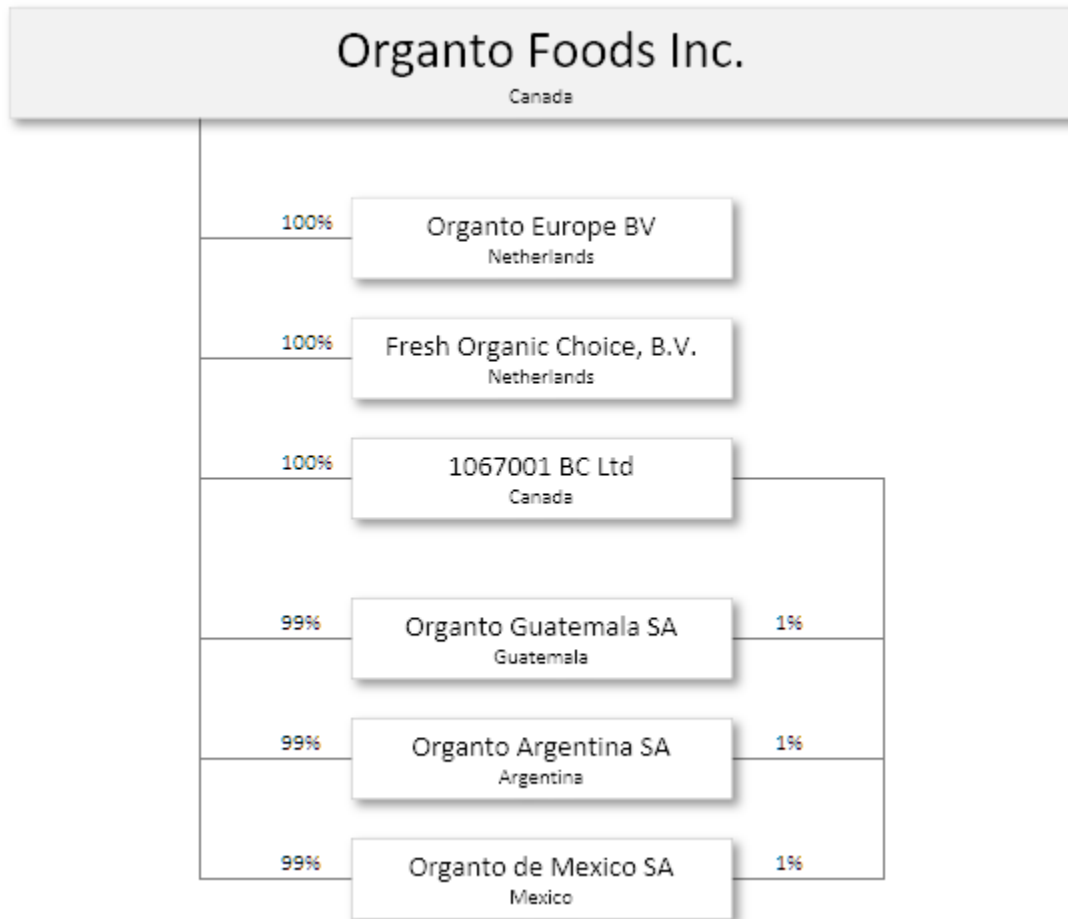 Organto Foods Inc.
Canada
100%
Organto Europe BV
Netherlands
100%
Fresh Organic Choice, B.V.
Netherlands
100%
1067001 BC Ltd
Canada
99%
Organto Guatemala SA
Guatemala
1%
99%
Organto Argentina SA
Argentina
1%
99%
Organto de Mexico SA
Mexico
1%